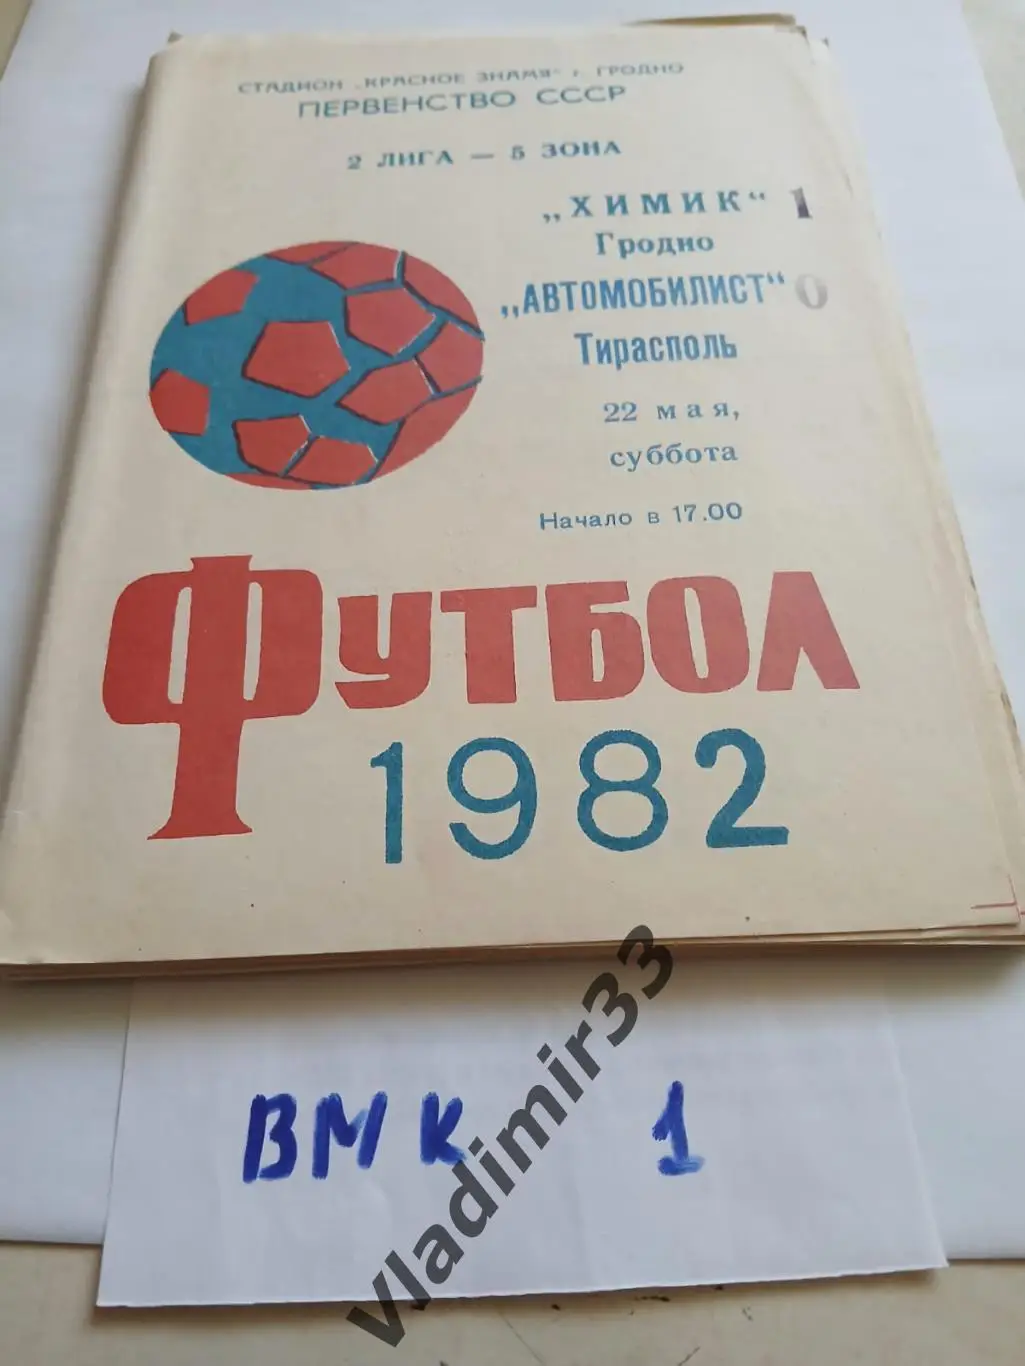 СТАДИОН „КРАСНОЕ ЗНАМЯ" г. ГРОДНО
ПЕРВЕНСТВО СССР
2 ЛИГА — 5 ЗОНА
„ХИМИК" 1
Гродно
„АВТОМОБИЛИСТ" 0
Тирасполь
22 мая,
суббота
Начало в 17.00
ФУТБОЛ
1982
ВМК 1
vladimir33